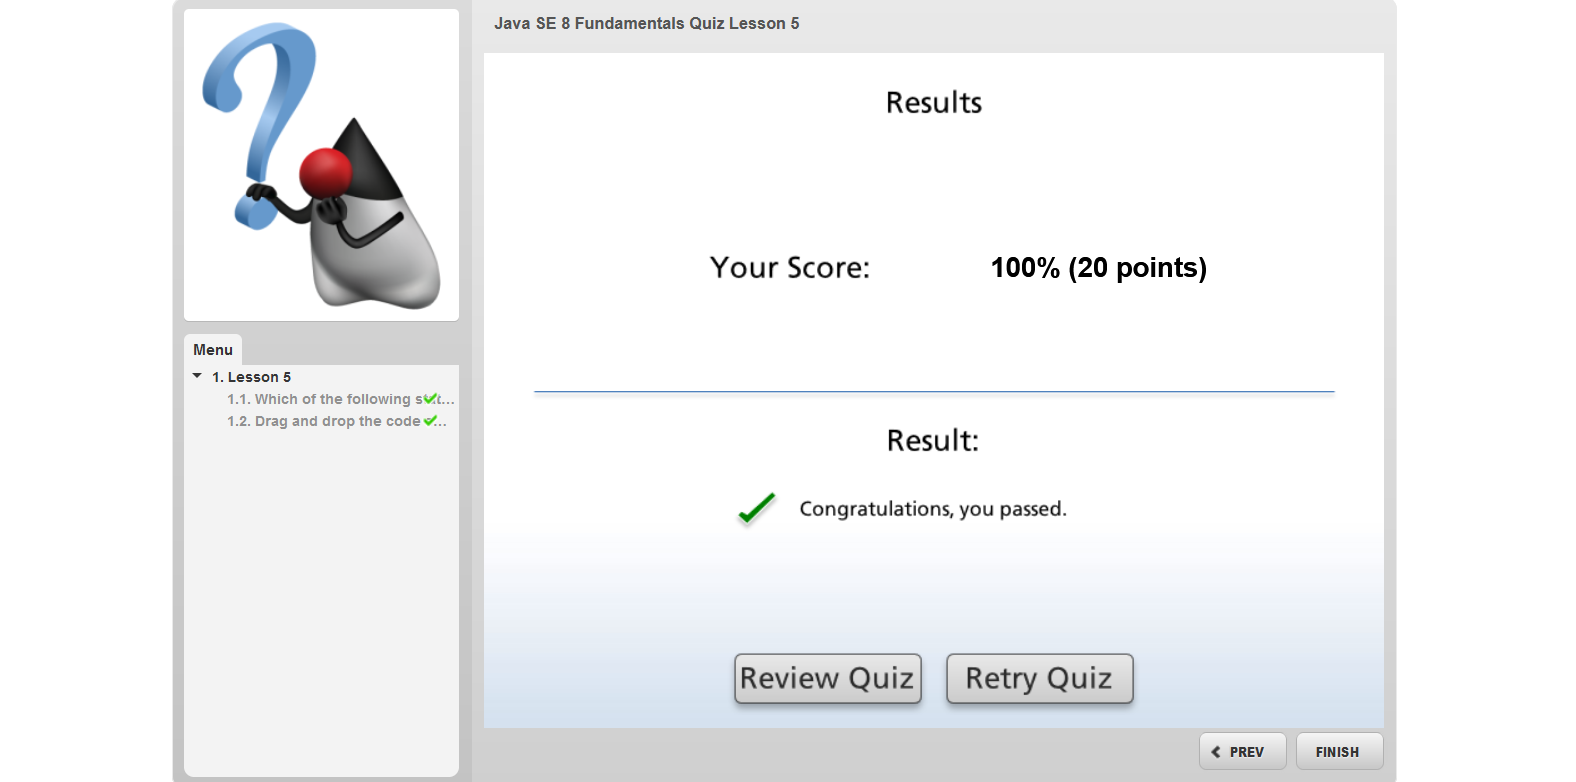 Java SE 8 Fundamentals Quiz Lesson 5
Results
Your Score: 100% (20 points)
Result:
Congratulations, you passed.
Review Quiz Retry Quiz
Menu
1. Lesson 5
1.1. Which of the following
1.2. Drag and drop the code
PREV FINISH